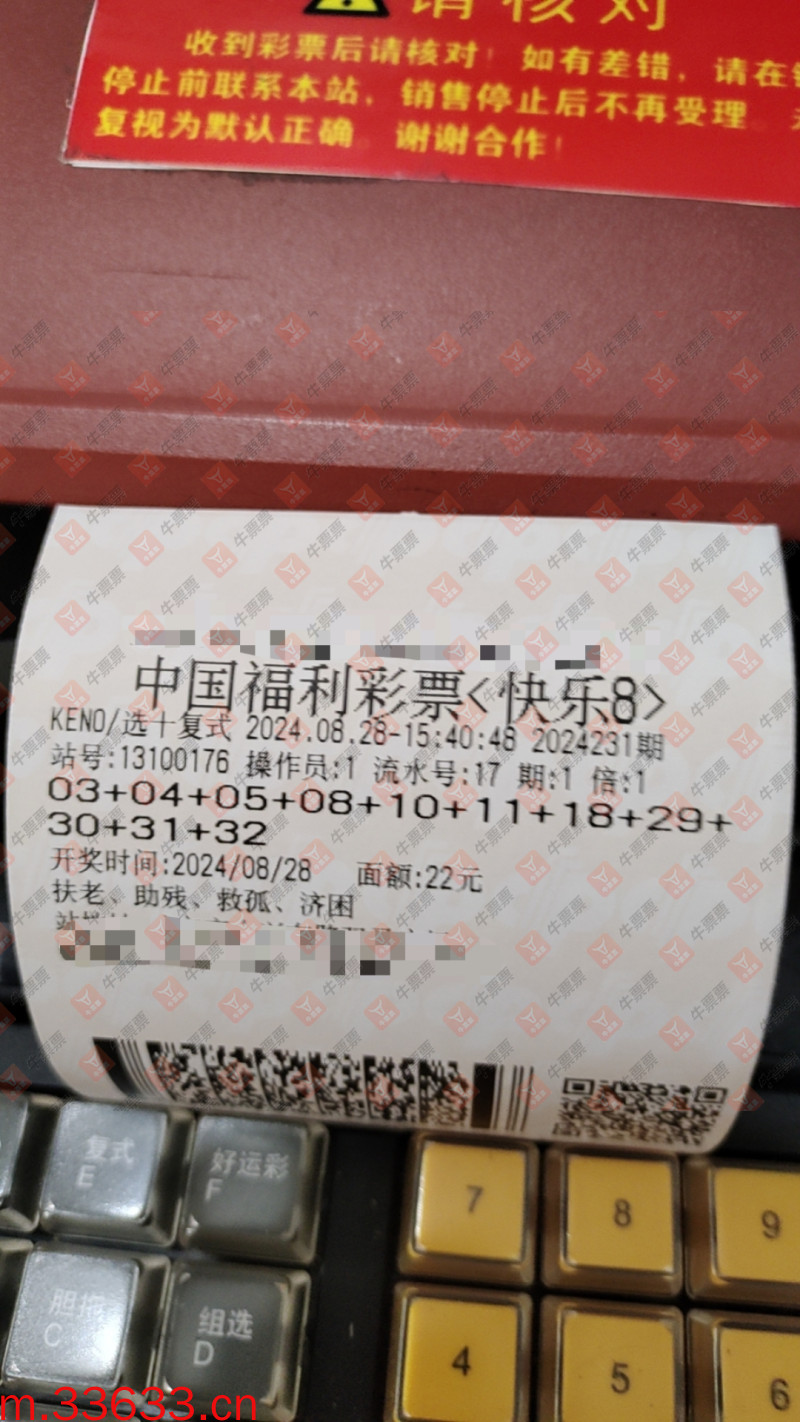 请核对
收到彩票后请核对!如有差错,请在
停止前联系本站,销售停止后不再受理
复视为默认正确 谢谢合作!
中国福利彩票<快乐8>
KENO/选十复式 2024.08.28-15:40:48 2024231期
站号:13100176 操作员:1 流水号:17 期:1 倍:1
03+04+05+08+10+11+18+29+
30+31+32
开奖时间:2024/08/28 面额:22元
扶老、助残、救孤、济困
复式
E
好运彩
F
7
8
9
胆拖
C
组选
D
4
5
6
牛票票
m.33633.cn